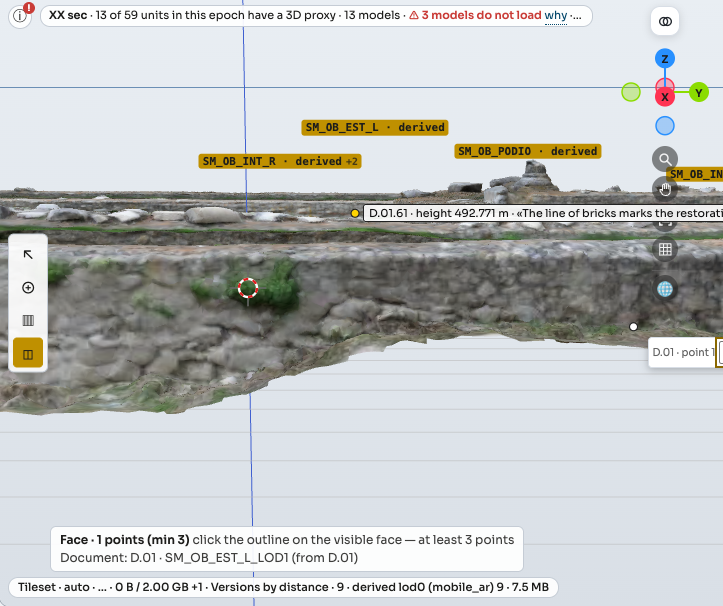 XX sec · 13 of 59 units in this epoch have a 3D proxy · 13 models · ⚠ 3 models do not load why ·...
Z
Y
X
SM_OB_EST_L · derived
SM_OB_PODIO · derived
SM_OB_INT_R · derived +2
SM_OB_IN
D.01.61 · height 492.771 m · «The line of bricks marks the restorati
D.01 · point 1
Face · 1 points (min 3) click the outline on the visible face — at least 3 points
Document: D.01 · SM_OB_EST_L_LOD1 (from D.01)
Tileset · auto · ... · 0 B / 2.00 GB +1 · Versions by distance · 9 · derived lod0 (mobile_ar) 9 · 7.5 MB